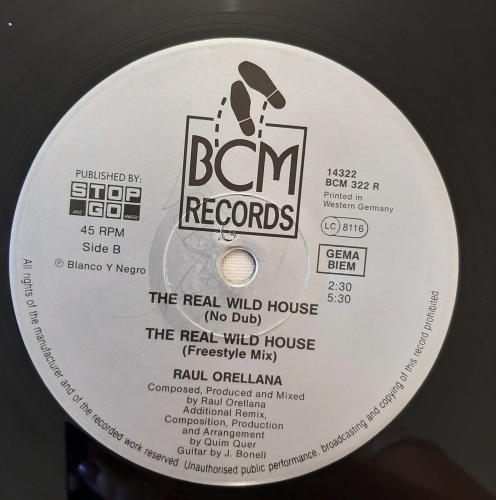 BCM
RECORDS
PUBLISHED BY:
STOP
and
GO
45 RPM
Side B
℗ Blanco Y Negro
14322
BCM 322 R
Printed in
Western Germany
LC 8116
GEMA
BIEM
2:30
5:30
THE REAL WILD HOUSE
(No Dub)
THE REAL WILD HOUSE
(Freestyle Mix)
RAUL ORELLANA
Composed, Produced and Mixed
by Raul Orellana
Additional Remix,
Composition, Production
and Arrangement
by Quim Quer
Guitar by J. Bonell
All rights of the manufacturer and of the recorded work reserved. Unauthorised public performance, broadcasting and copying of this record prohibited